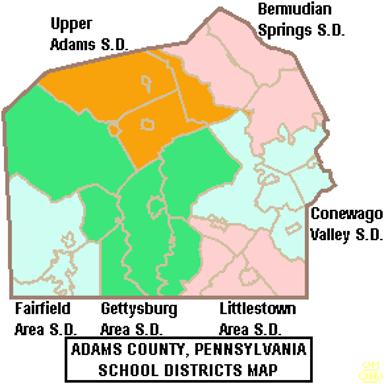 Upper
Adams S.D.
Bermudian
Springs S.D.
Conewago
Valley S.D.
Fairfield
Area S.D.
Gettysburg
Area S.D.
Littlestown
Area S.D.
ADAMS COUNTY, PENNSYLVANIA
SCHOOL DISTRICTS MAP